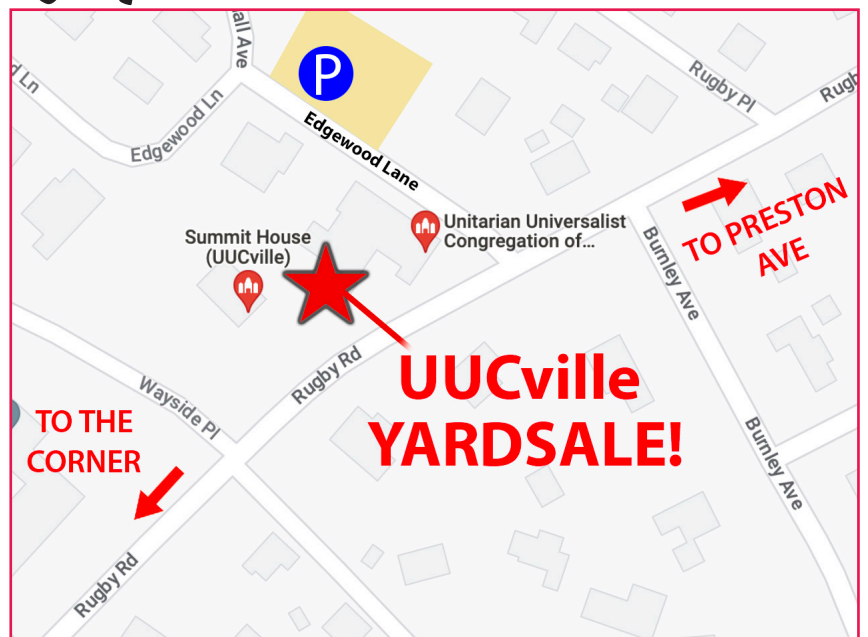 all Ave
P
Rugby Pl
Rugb
d Ln
Edgewood Ln
Edgewood Lane
TO PRESTON
AVE
Unitarian Universalist
Congregation of...
Summit House
(UUCville)
Burnley Ave
Rugby Rd
UUCville
YARDSALE!
Wayside Pl
TO THE
CORNER
Burnley Ave
Rugby Rd